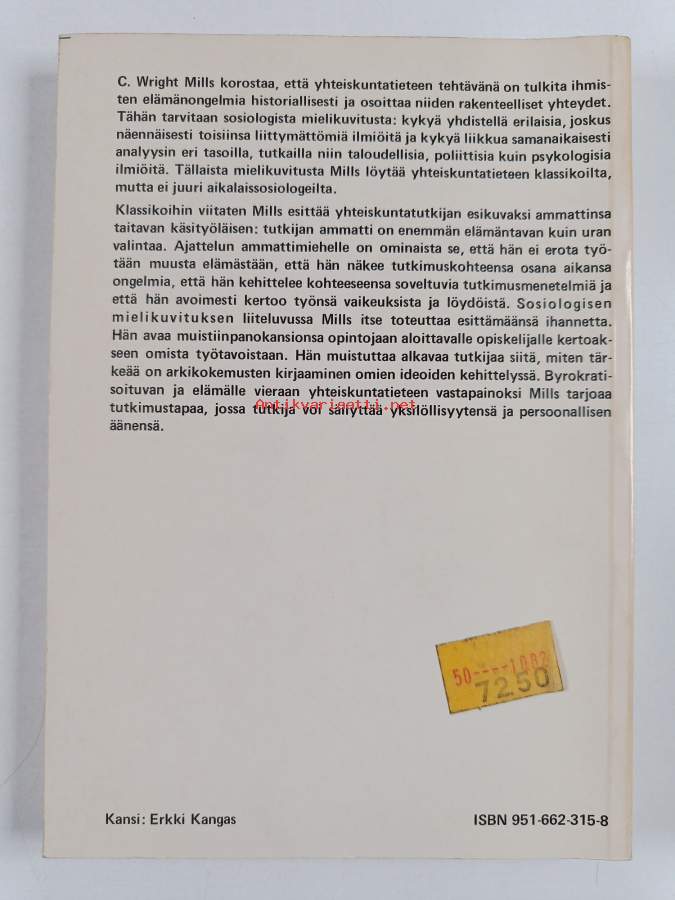 C. Wright Mills korostaa, että yhteiskuntatieteen tehtävänä on tulkita ihmis-
ten elämänongelmia historiallisesti ja osoittaa niiden rakenteelliset yhteydet.
Tähän tarvitaan sosiologista mielikuvitusta: kykyä yhdistellä erilaisia, joskus
näennäisesti toisiinsa liittymättömiä ilmiöitä ja kykyä liikkua samanaikaisesti
analyysin eri tasoilla, tutkailla niin taloudellisia, poliittisia kuin psykologisia
ilmiöitä. Tällaista mielikuvitusta Mills löytää yhteiskuntatieteen klassikoilta,
mutta ei juuri aikalaissosiologeilta.
Klassikoihin viitaten Mills esittää yhteiskuntatutkijan esikuvaksi ammattinsa
taitavan käsityöläisen: tutkijan ammatti on enemmän elämäntavan kuin uran
valintaa. Ajattelun ammattimiehelle on ominaista se, että hän ei erota työ-
tään muusta elämästään, että hän näkee tutkimuskohteensa osana aikansa
ongelmia, että hän kehittelee kohteeseensa soveltuvia tutkimusmenetelmiä ja
että hän avoimesti kertoo työnsä vaikeuksista ja löydöistä. Sosiologisen
mielikuvituksen liiteluvussa Mills itse toteuttaa esittämäänsä ihannetta.
Hän avaa muistiinpanokansionsa opintojaan aloittavalle opiskelijalle kertoak-
seen omista työtavoistaan. Hän muistuttaa alkavaa tutkijaa siitä, miten tär-
keää on arkikokemusten kirjaaminen omien ideoiden kehittelyssä. Byrokrati-
soituvan ja elämälle vieraan yhteiskuntatieteen vastapainoksi Mills tarjoaa
tutkimustapaa, jossa tutkija voi säilyttää yksilöllisyytensä ja persoonallisen
äänensä.
Antikvariaatti.net
50----1082
7250
Kansi: Erkki Kangas
ISBN 951-662-315-8